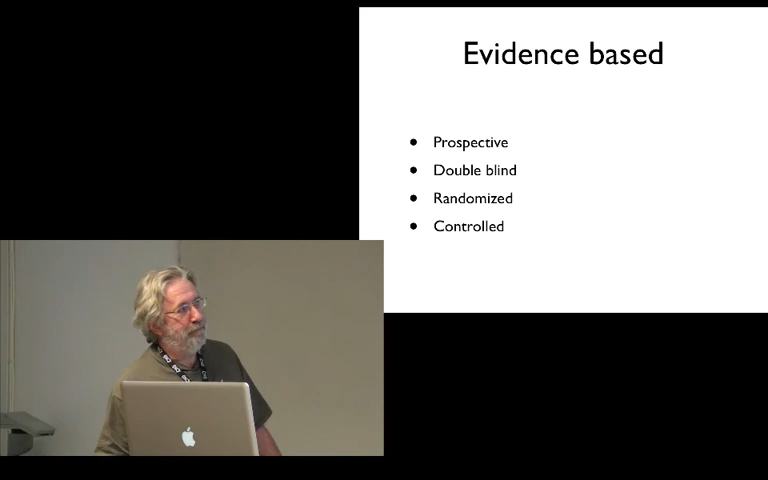 Evidence based
Prospective
Double blind
Randomized
Controlled